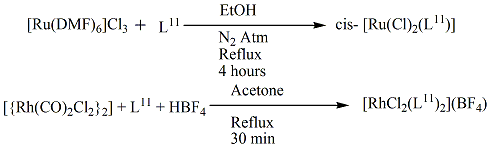 EtOH
[Ru(DMF)₆]Cl₃ + L¹¹ cis- [Ru(Cl)₂(L¹¹)]
N₂ Atm
Reflux
4 hours
Acetone
[{Rh(CO)₂Cl₂}₂] + L¹¹ + HBF₄ [RhCl₂(L¹¹)₂](BF₄)
Reflux
30 min